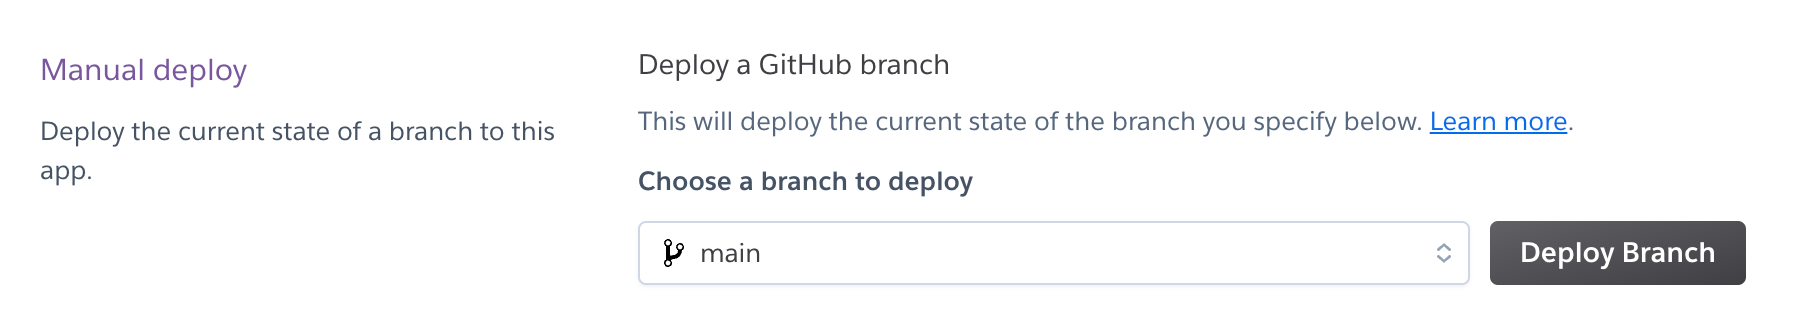 Manual deploy
Deploy the current state of a branch to this
app.
Deploy a GitHub branch
This will deploy the current state of the branch you specify below. Learn more.
Choose a branch to deploy
main
Deploy Branch